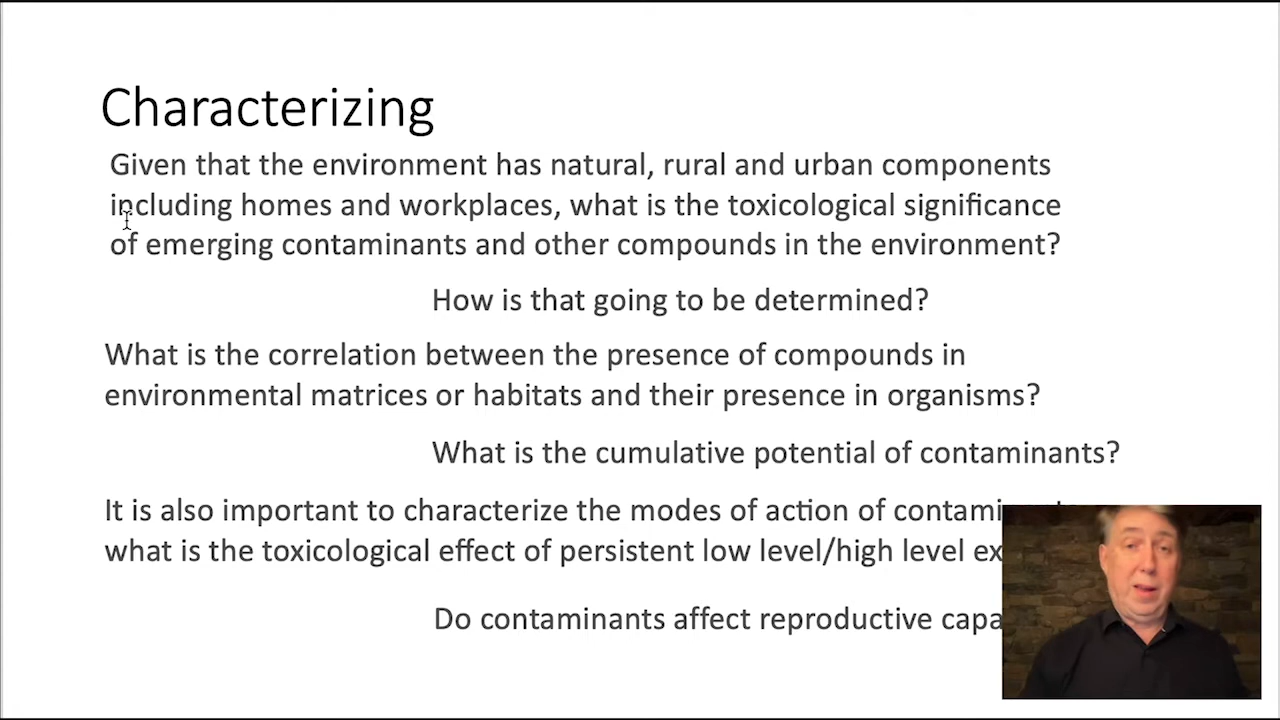 Characterizing
Given that the environment has natural, rural and urban components
including homes and workplaces, what is the toxicological significance
of emerging contaminants and other compounds in the environment?
How is that going to be determined?
What is the correlation between the presence of compounds in
environmental matrices or habitats and their presence in organisms?
What is the cumulative potential of contaminants?
It is also important to characterize the modes of action of
what is the toxicological effect of persistent low level/high level
Do contaminants affect reproductive